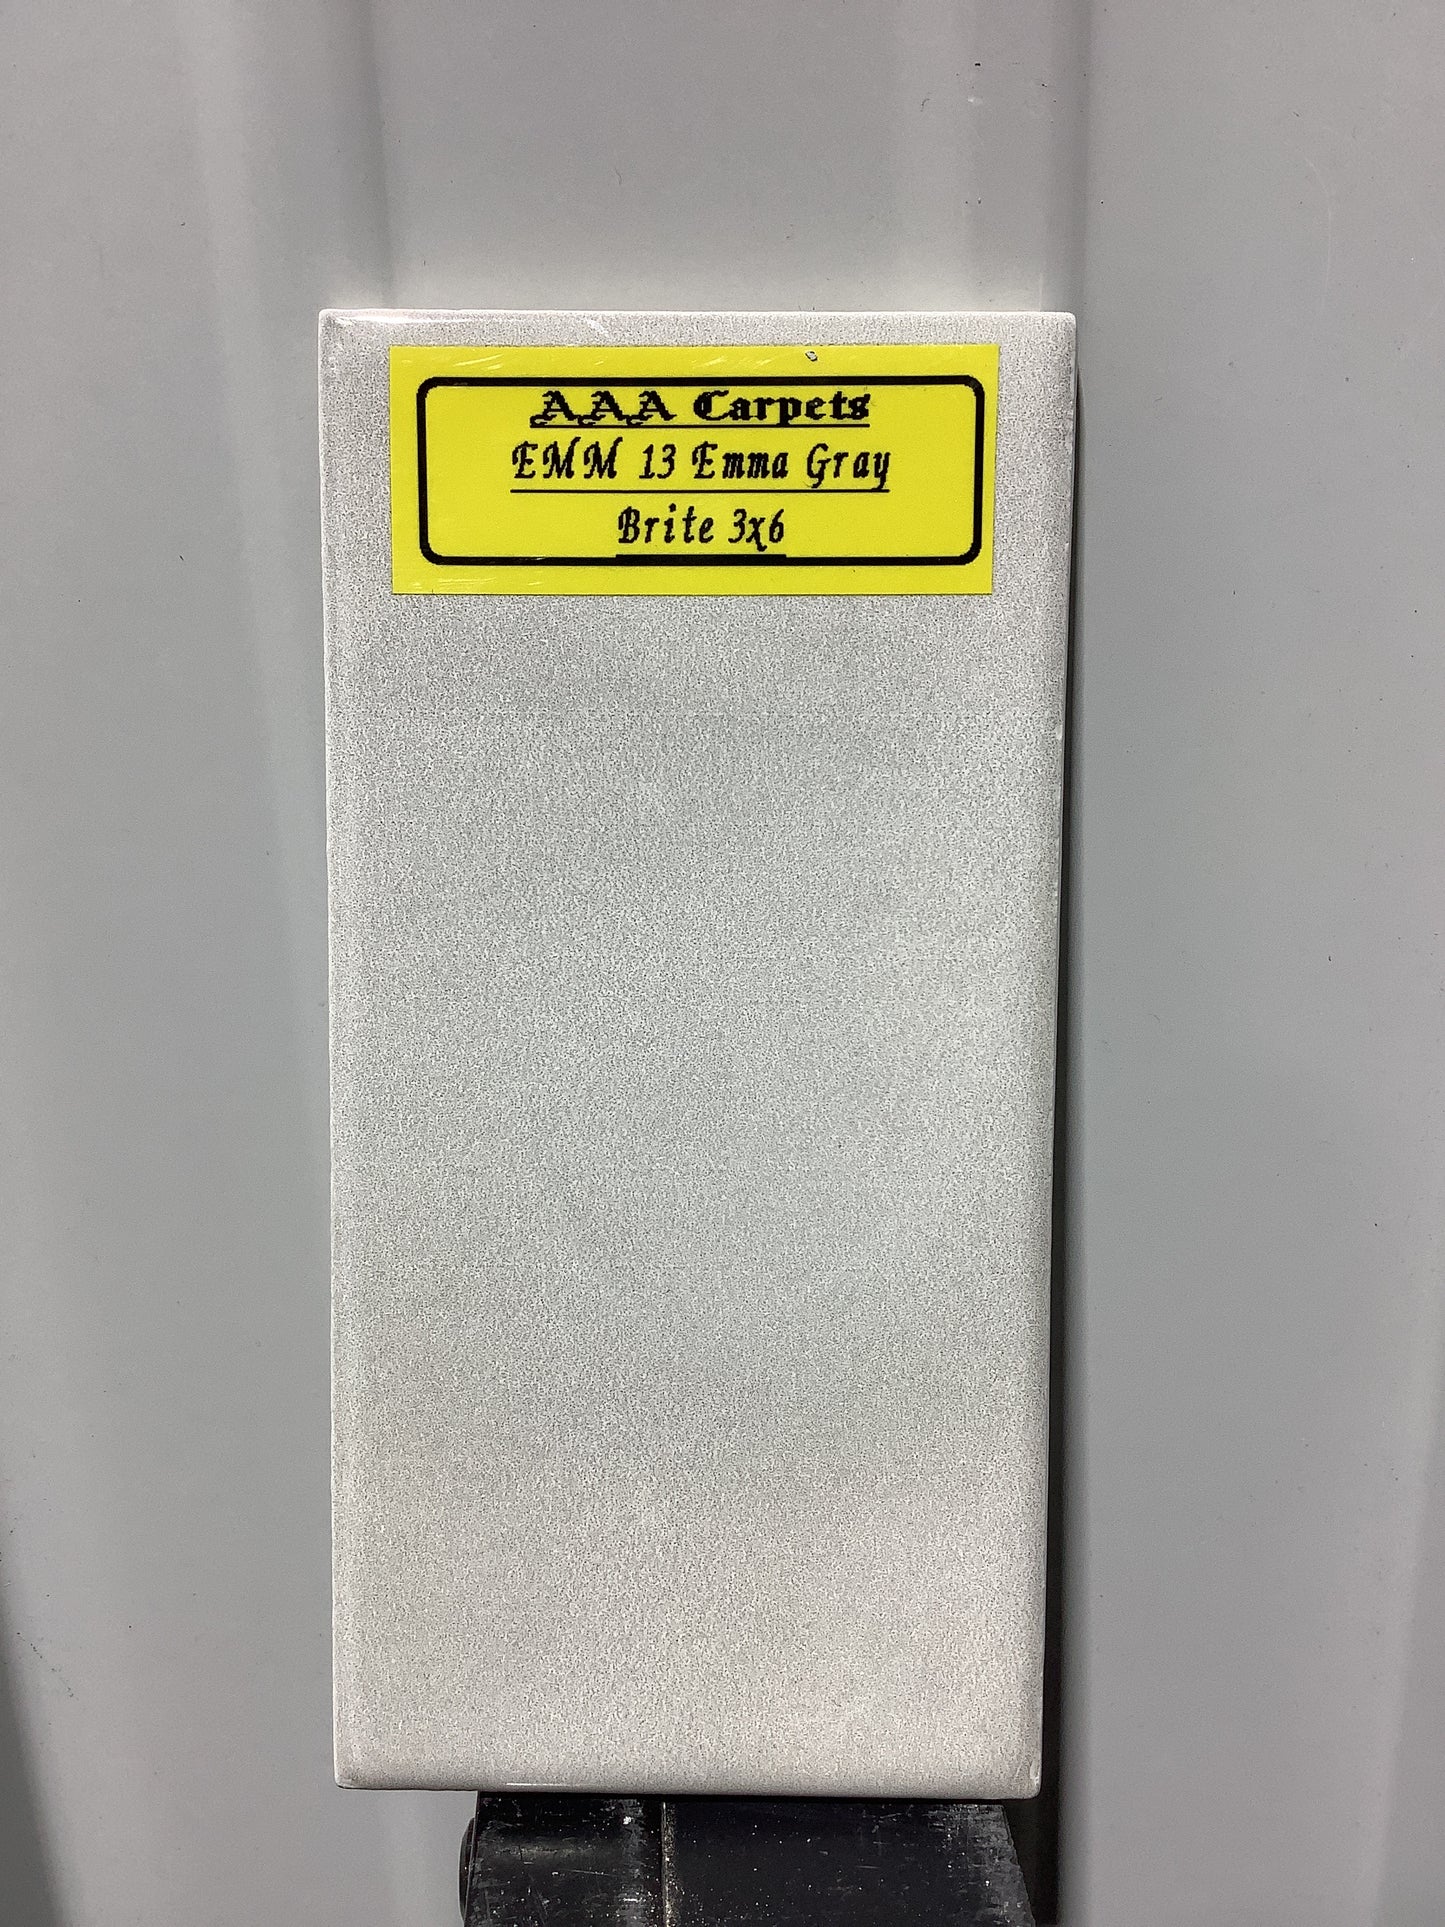 AAA Carpets
EMM 13 Emma Gray
Brite 3x6